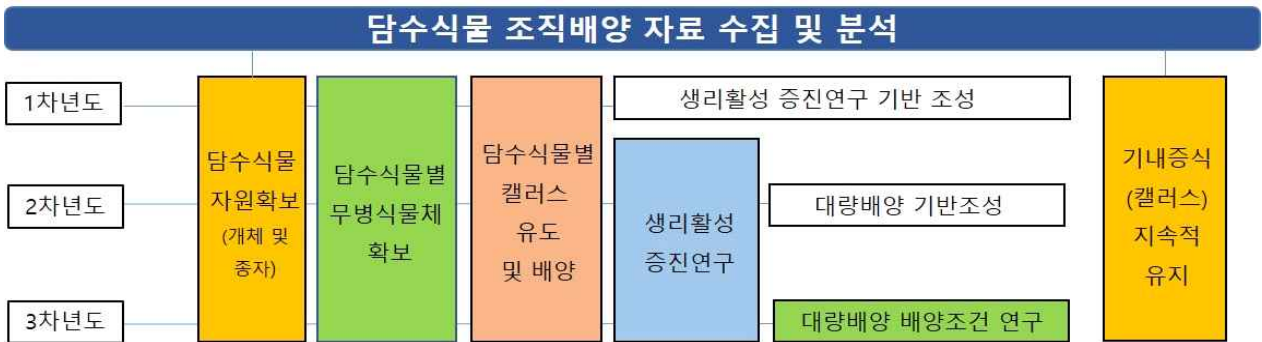 담수식물 조직배양 자료 수집 및 분석
1차년도
2차년도
3차년도
담수식물
자원확보
(개체 및
종자)
담수식물별
무병식물체
확보
담수식물별
캘러스
유도
및 배양
생리활성 증진연구 기반 조성
생리활성
증진연구
대량배양 기반조성
대량배양 배양조건 연구
기내증식
(캘러스)
지속적
유지